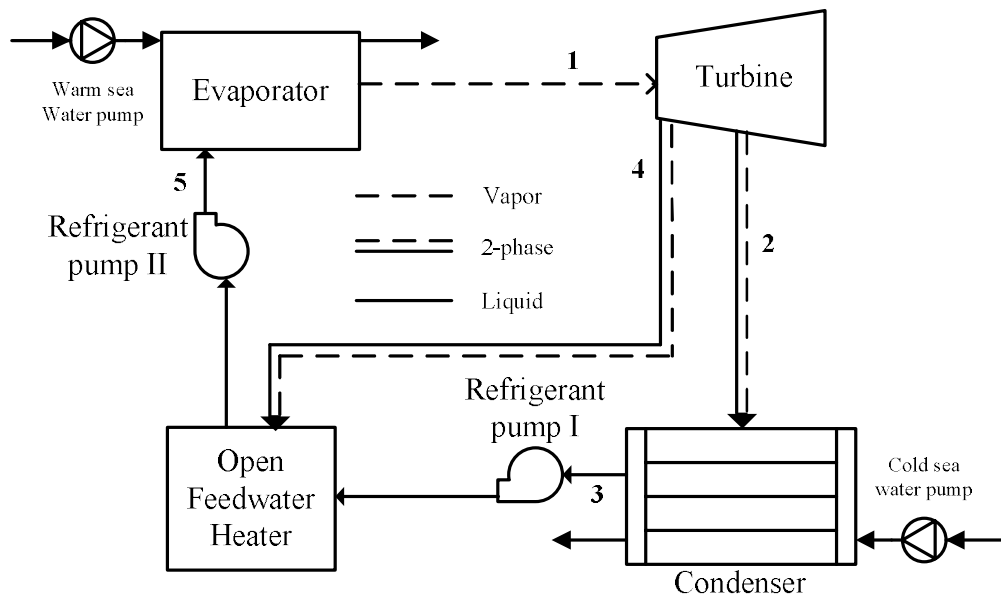 Warm sea
Water pump
Evaporator
1
Turbine
5
4
Refrigerant
pump II
Vapor
2-phase
Liquid
2
Refrigerant
pump I
Open
Feedwater
Heater
3
Cold sea
water pump
Condenser